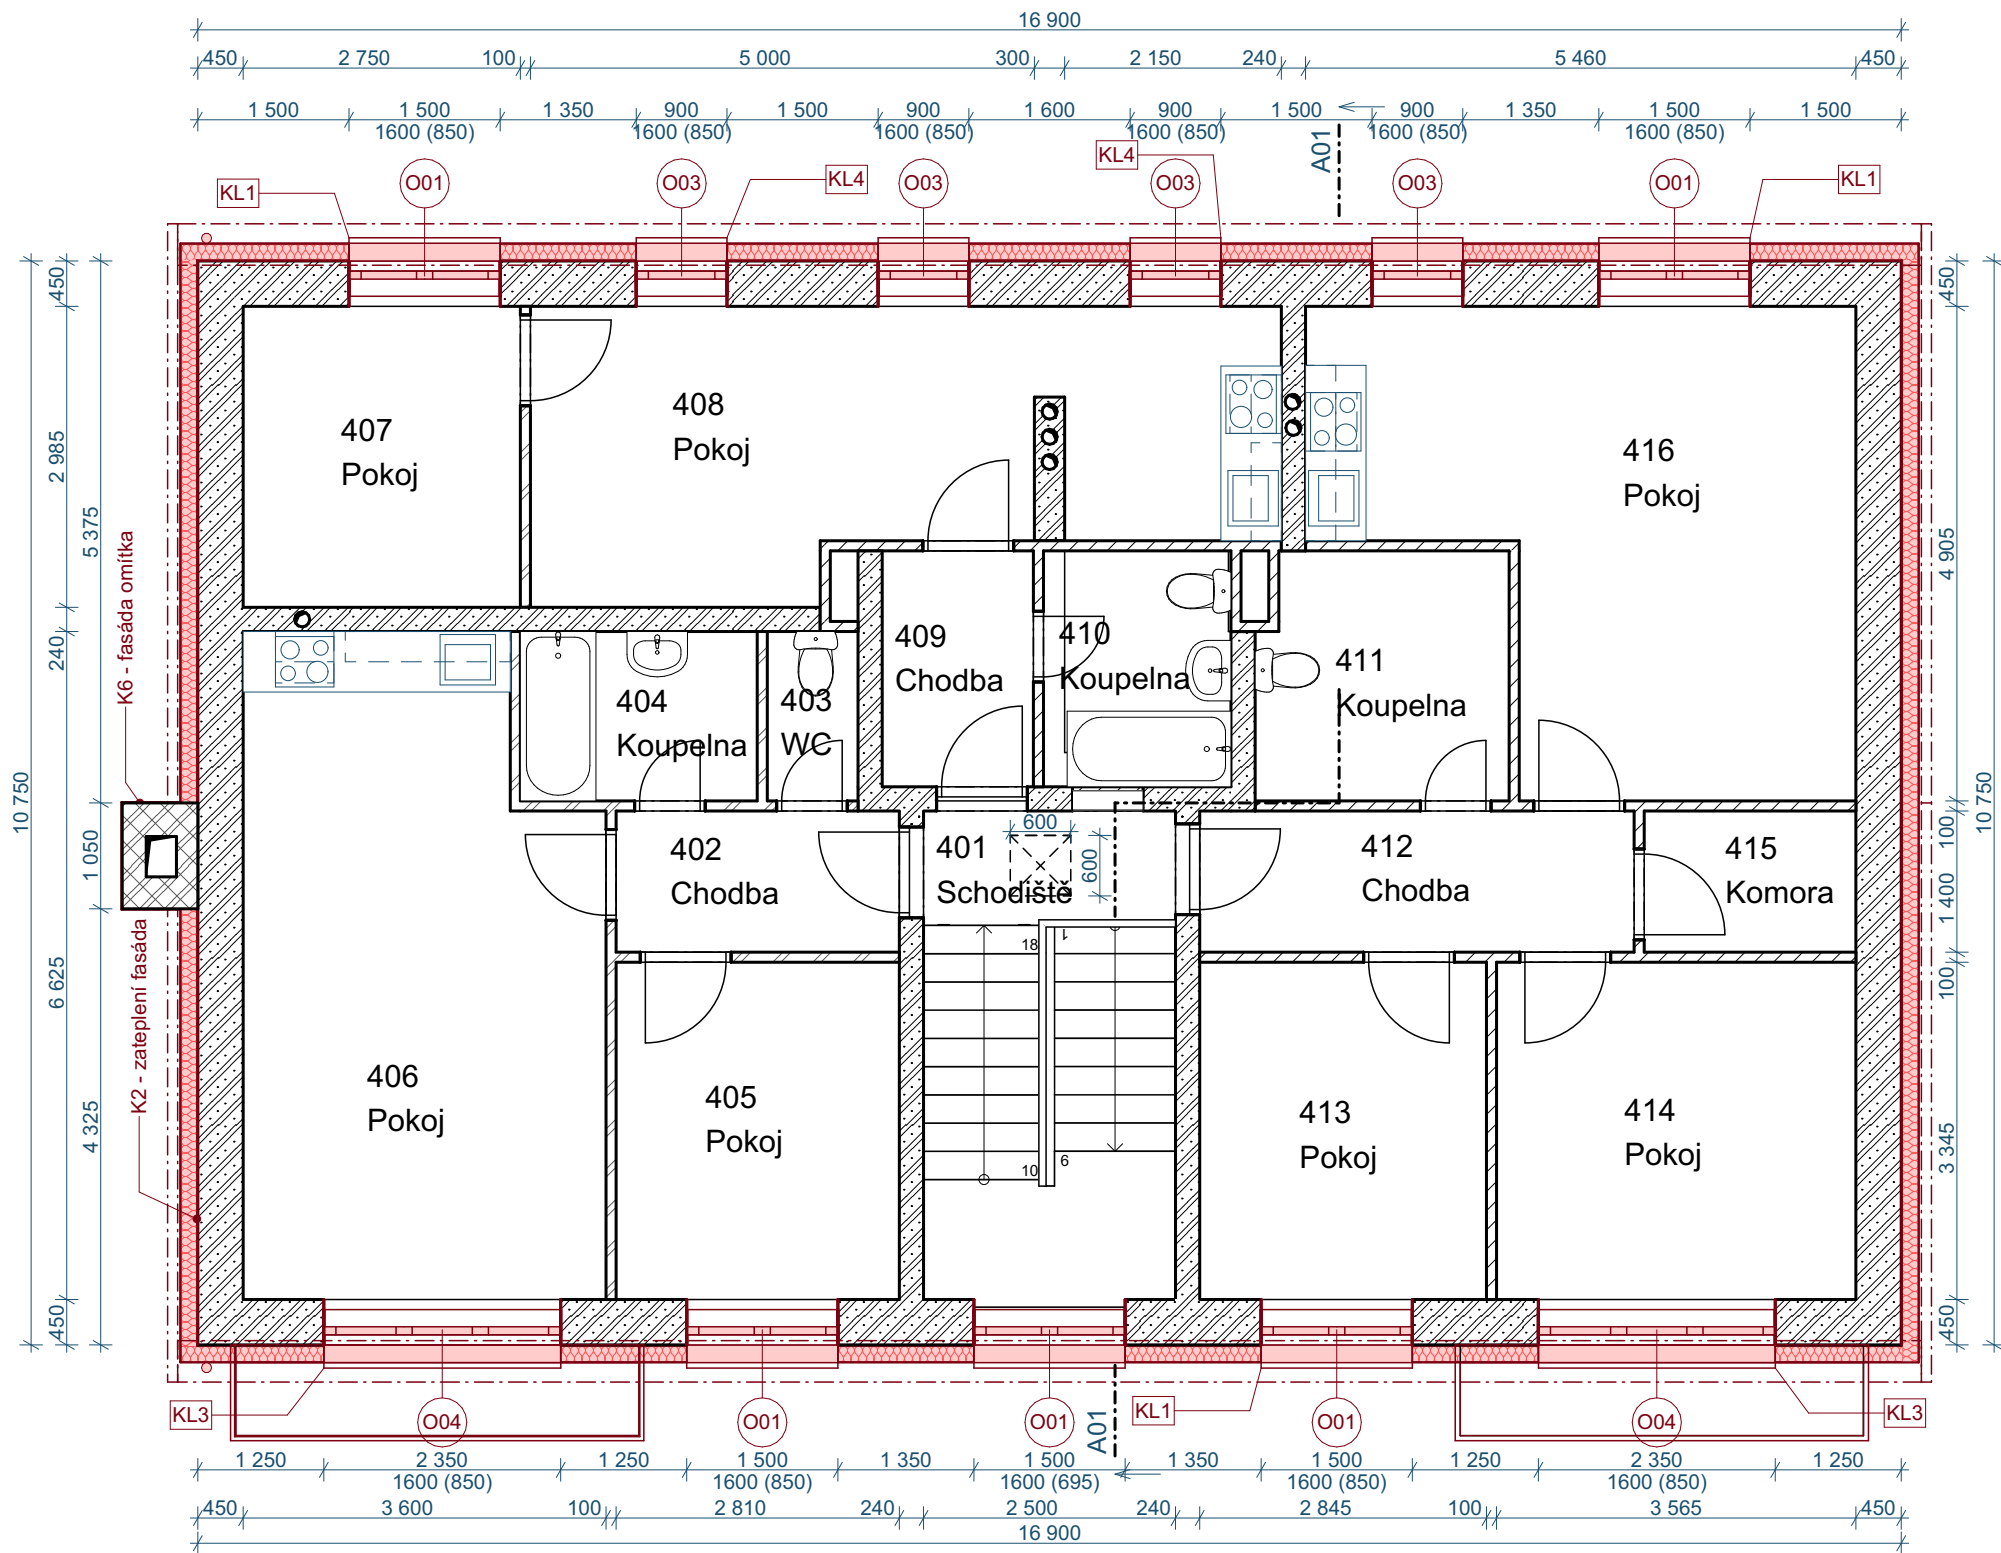 16 900
450 2 750 100 5 000 300 2 150 240 5 460 450
1 500 1 500 1 350 900 1 500 900 1 600 900 1 500 900 1 350 1 500 1 500
1600 (850) 1600 (850) 1600 (850) 1600 (850) 1600 (850) 1600 (850)
A01
KL1 O01 O03 KL4 O03 KL4 O03 O03 O01 KL1
10 750
450
2 985
240
6 625
450
5 375
1 050
4 325
K6 - fasáda omítka
K2 - zateplení fasáda
407
Pokoj
408
Pokoj
416
Pokoj
409
Chodba
410
Koupelna
411
Koupelna
404
Koupelna
403
WC
402
Chodba
401
Schodiště
600
600
412
Chodba
415
Komora
18
1
10
9
406
Pokoj
405
Pokoj
413
Pokoj
414
Pokoj
450
4 905
100
1 400
100
3 345
450
10 750
KL3 O04 O01 O01 KL1 O01 O04 KL3
A01
1 250 2 350 1 250 1 500 1 350 1 500 1 350 1 500 1 250 2 350 1 250
1600 (850) 1600 (850) 1600 (695) 1600 (850) 1600 (850)
450 3 600 100 2 810 240 2 500 240 2 845 100 3 565 450
16 900